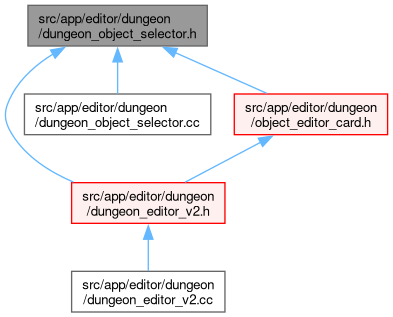 src/app/editor/dungeon
/dungeon_object_selector.h
src/app/editor/dungeon
/dungeon_object_selector.cc
src/app/editor/dungeon
/object_editor_card.h
src/app/editor/dungeon
/dungeon_editor_v2.h
src/app/editor/dungeon
/dungeon_editor_v2.cc